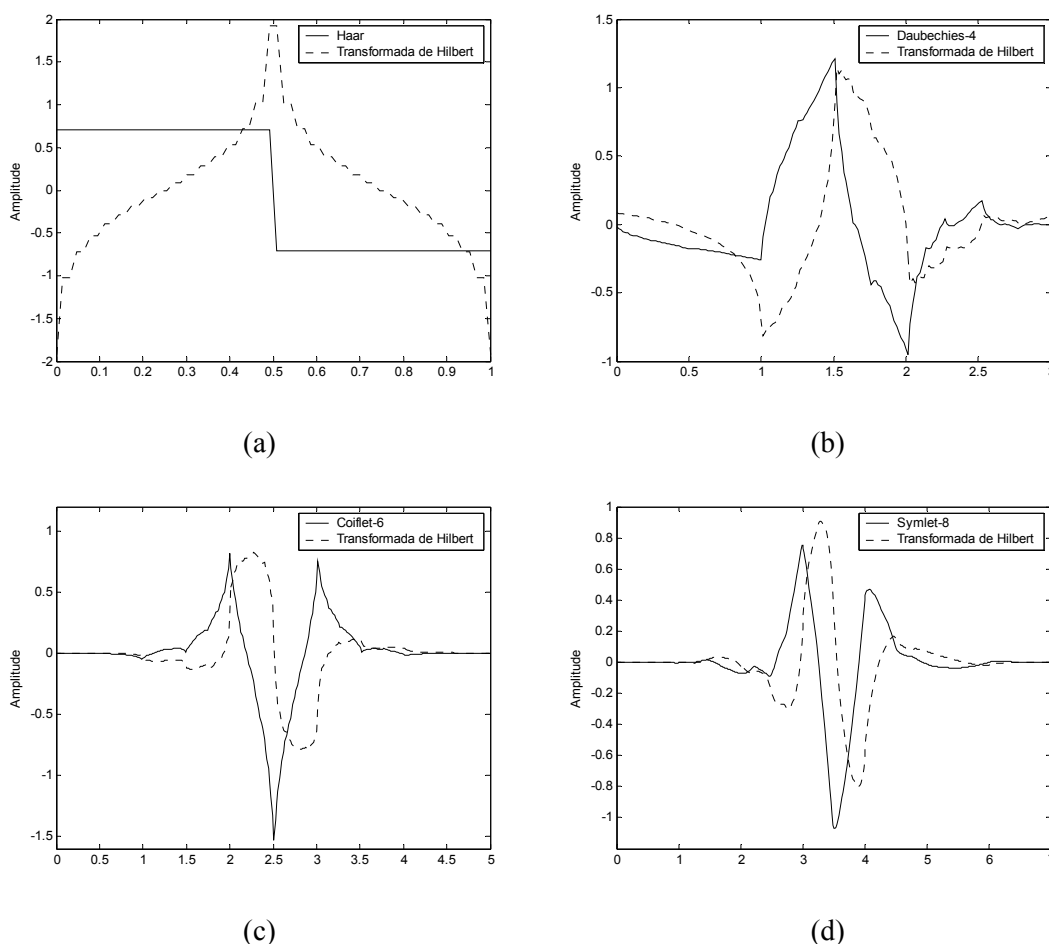 2
1.5
1
0.5
0
-0.5
-1
-1.5
-2
Amplitude
Haar
Transformada de Hilbert
0 0.1 0.2 0.3 0.4 0.5 0.6 0.7 0.8 0.9 1
(a)
1.5
1
0.5
0
-0.5
-1
Amplitude
Daubechies-4
Transformada de Hilbert
0 0.5 1 1.5 2 2.5
(b)
1
0.5
0
-0.5
-1
-1.5
Amplitude
Coiflet-6
Transformada de Hilbert
0 0.5 1 1.5 2 2.5 3 3.5 4 4.5 5
(c)
1
0.8
0.6
0.4
0.2
0
-0.2
-0.4
-0.6
-0.8
-1
Amplitude
Symlet-8
Transformada de Hilbert
0 1 2 3 4 5 6
(d)